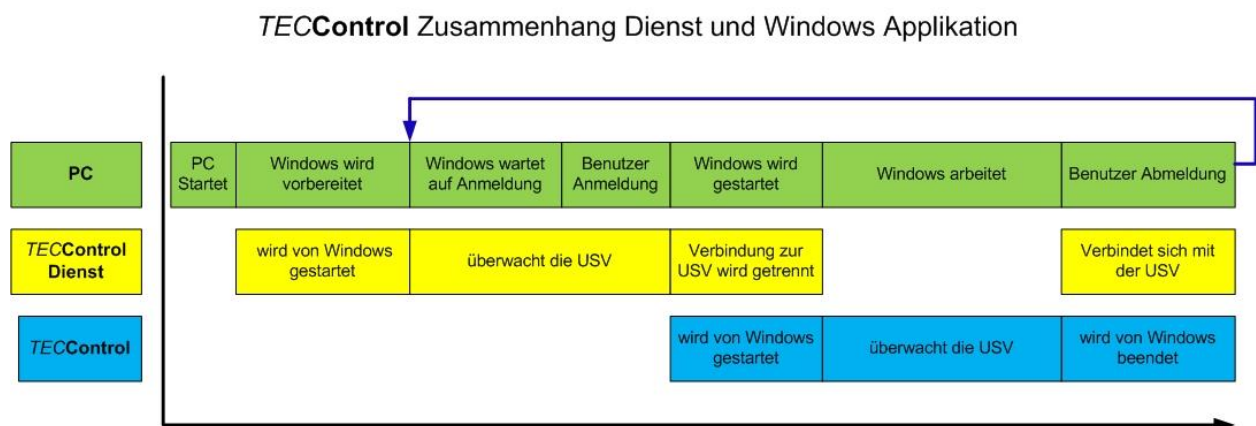 TECControl Zusammenhang Dienst und Windows Applikation
PC
PC
Startet
Windows wird
vorbereitet
Windows wartet
auf Anmeldung
Benutzer
Anmeldung
Windows wird
gestartet
Windows arbeitet
Benutzer Abmeldung
TECControl
Dienst
wird von Windows
gestartet
überwacht die USV
Verbindung zur
USV wird getrennt
Verbindet sich mit
der USV
TECControl
wird von Windows
gestartet
überwacht die USV
wird von Windows
beendet